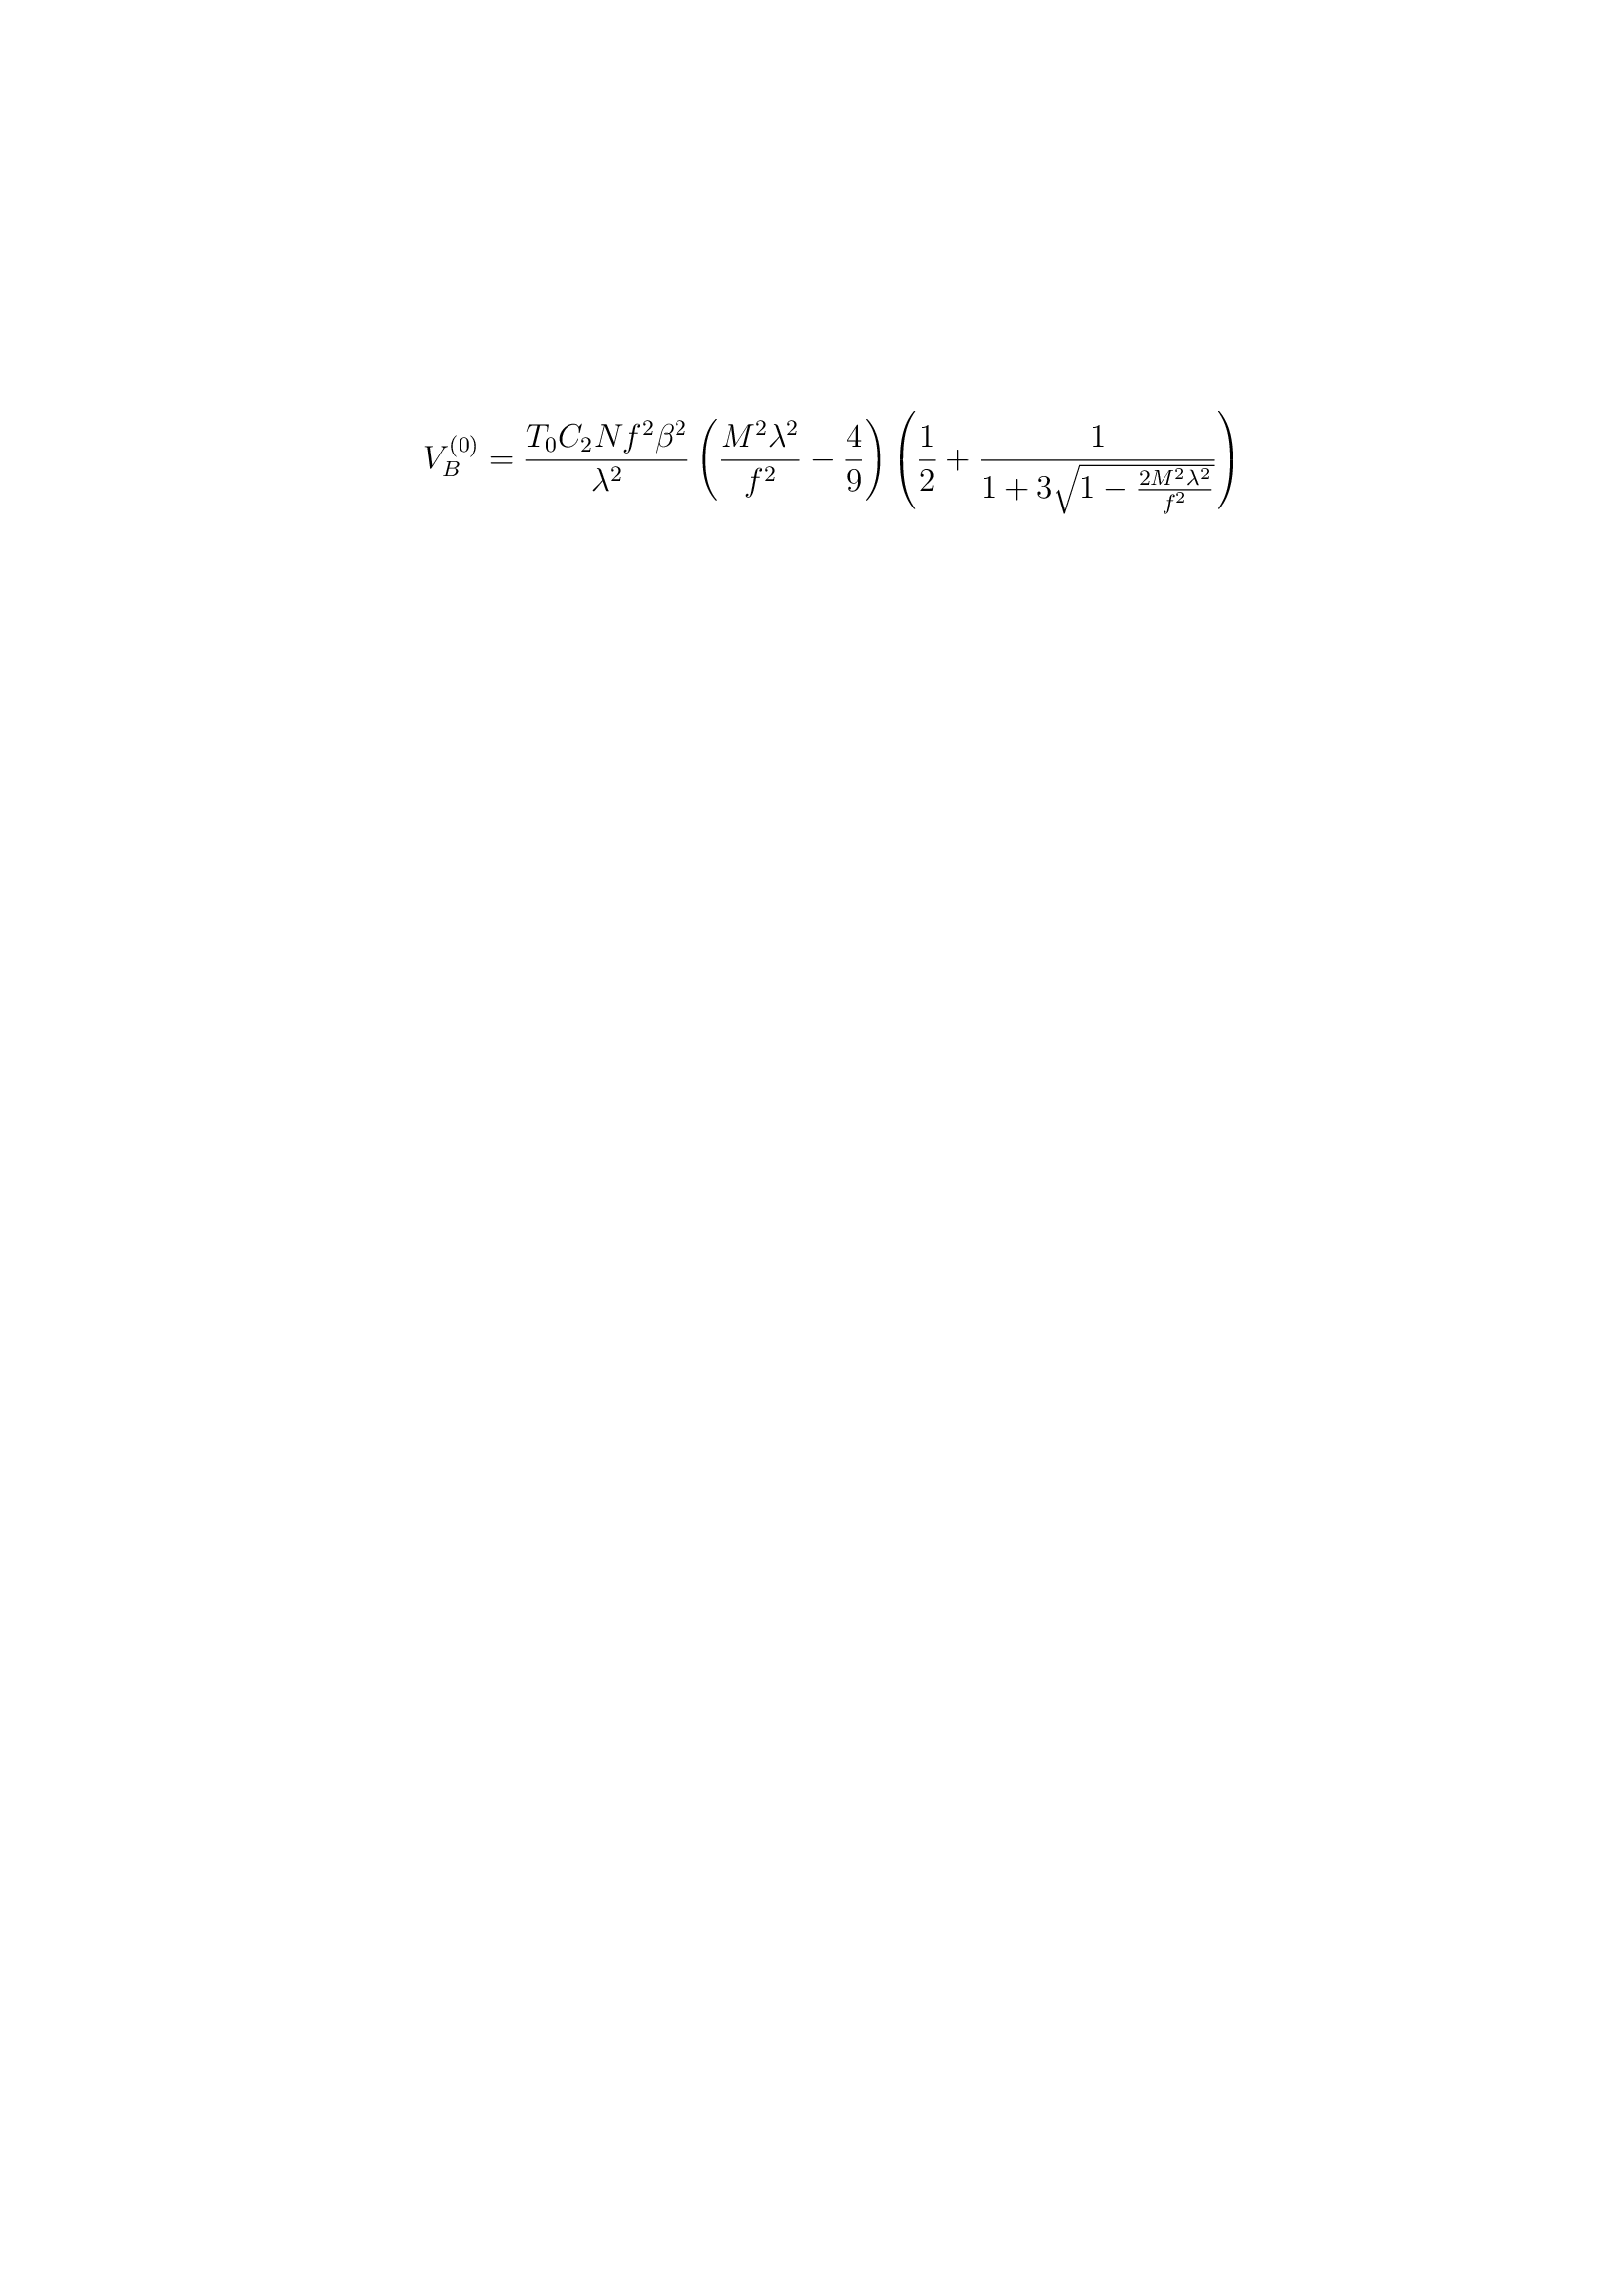 $V_B^{(0)} = \frac{T_0 C_2 N f^2 \beta^2}{\lambda^2} \left( \frac{M^2 \lambda^2}{f^2} - \frac{4}{9} \right) \left( \frac{1}{2} + \frac{1}{1 + 3\sqrt{1 - \frac{2M^2\lambda^2}{f^2}}} \right)$